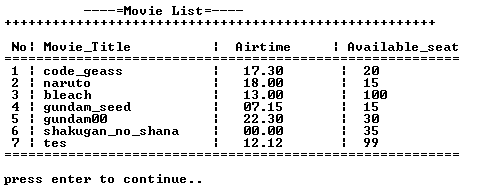 ----=Movie List=----
++++++++++++++++++++++++++++++++++++++++++++++++++++++
No¦ Movie_Title ¦ Airtime ¦ Available_seat
=========================================================
1 ¦ code_geass ¦ 17.30 ¦ 20
2 ¦ naruto ¦ 18.00 ¦ 15
3 ¦ bleach ¦ 13.00 ¦ 100
4 ¦ gundam_seed ¦ 07.15 ¦ 15
5 ¦ gundam00 ¦ 22.30 ¦ 30
6 ¦ shakugan_no_shana ¦ 00.00 ¦ 35
7 ¦ tes ¦ 12.12 ¦ 99
=========================================================
press enter to continue..